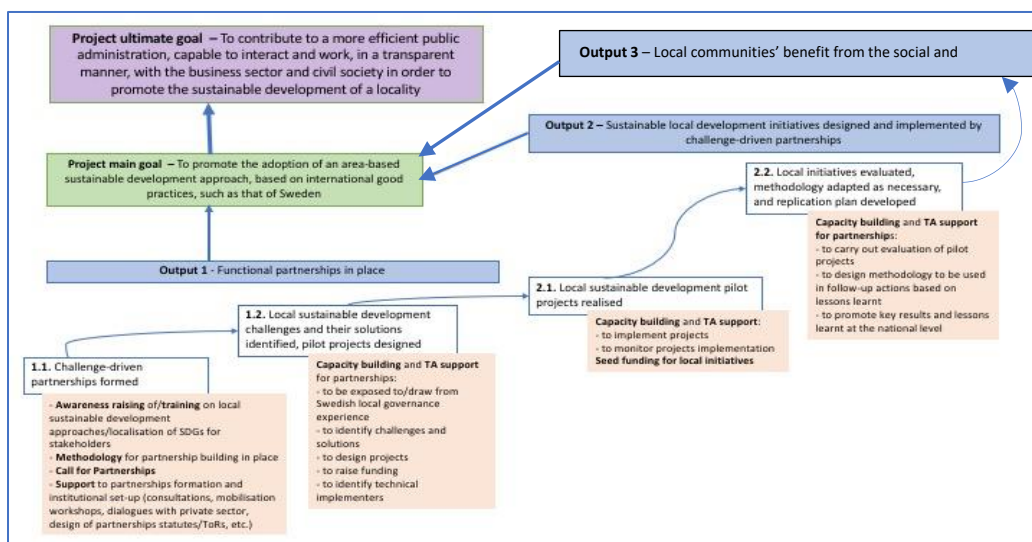 Project ultimate goal – To contribute to a more efficient public
administration, capable to interact and work, in a transparent
manner, with the business sector and civil society in order to
promote the sustainable development of a locality
Output 3 – Local communities’ benefit from the social and
Output 2 – Sustainable local development initiatives designed and implemented by
challenge-driven partnerships
Project main goal – To promote the adoption of an area-based
sustainable development approach, based on international good
practices, such as that of Sweden
2.2. Local initiatives evaluated,
methodology adapted as necessary,
and replication plan developed
Capacity building and TA support
for partnerships:
- to carry out evaluation of pilot
projects
- to design methodology to be used
in follow-up actions based on
lessons learnt
- to promote key results and lessons
learnt at the national level
Output 1 - Functional partnerships in place
2.1. Local sustainable development pilot
projects realised
Capacity building and TA support:
- to implement projects
- to monitor projects implementation
Seed funding for local initiatives
1.2. Local sustainable development
challenges and their solutions
identified, pilot projects designed
Capacity building and TA support
for partnerships:
- to be exposed to/draw from
Swedish local governance
experience
- to identify challenges and
solutions
- to design projects
- to raise funding
- to identify technical
implementers
1.1. Challenge-driven
partnerships formed
- Awareness raising of/training on local
sustainable development
approaches/localisation of SDGs for
stakeholders
- Methodology for partnership building in place
- Call for Partnerships
- Support to partnerships formation and
institutional set-up (consultations, mobilisation
workshops, dialogues with private sector,
design of partnerships statutes/ToRs, etc.)